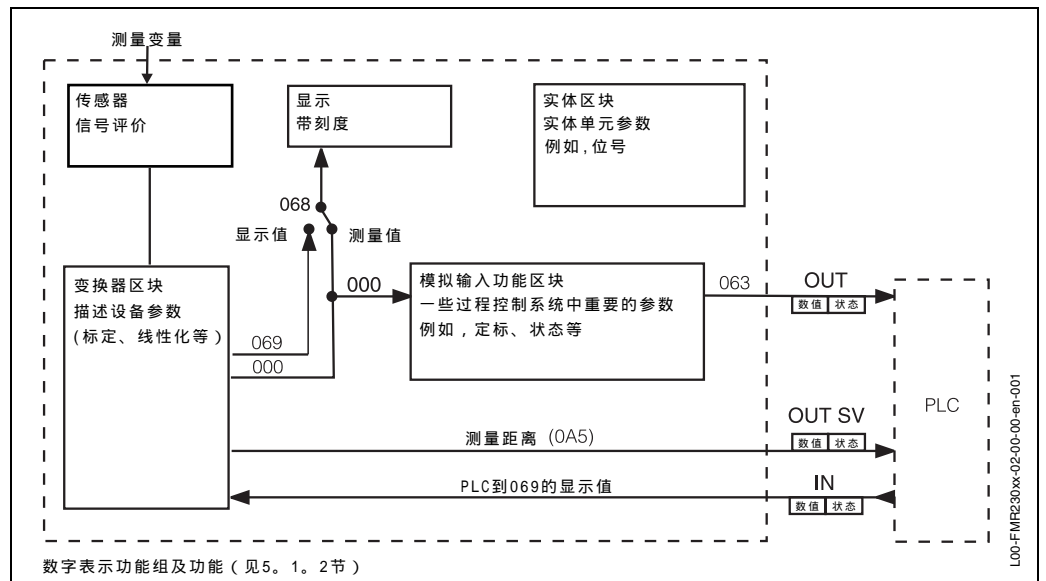 测量变量
传感器
信号评价
显示
带刻度
实体区块
实体单元参数
例如,位号
068
显示值
测量值
变换器区块
描述设备参数
(标定、线性化等)
069
000
000
模拟输入功能区块
一些过程控制系统中重要的参数
例如，定标、状态等
063
OUT
数值 状态
PLC
测量距离 (0A5)
OUT SV
数值 状态
PLC到069的显示值
IN
数值 状态
数字表示功能组及功能（见5。1。2节）
L00-FMR230xx-02-00-00-en-001